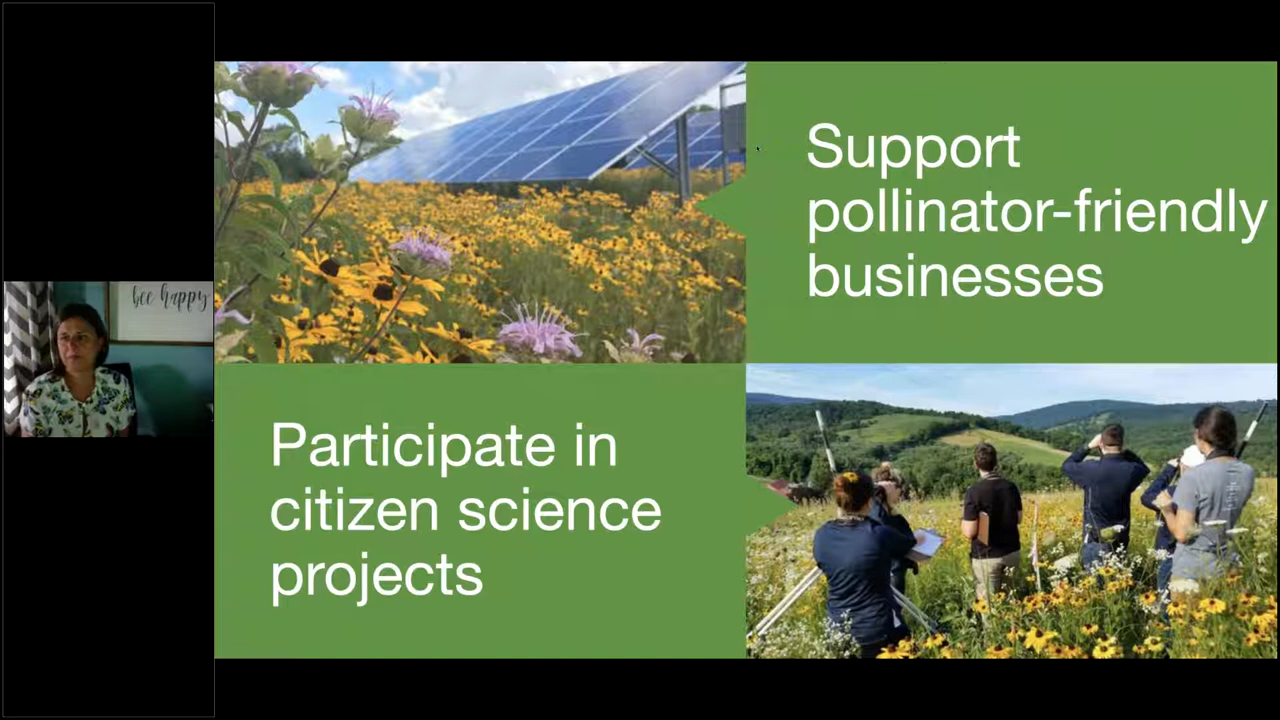 bee happy
Support
pollinator-friendly
businesses
Participate in
citizen science
projects